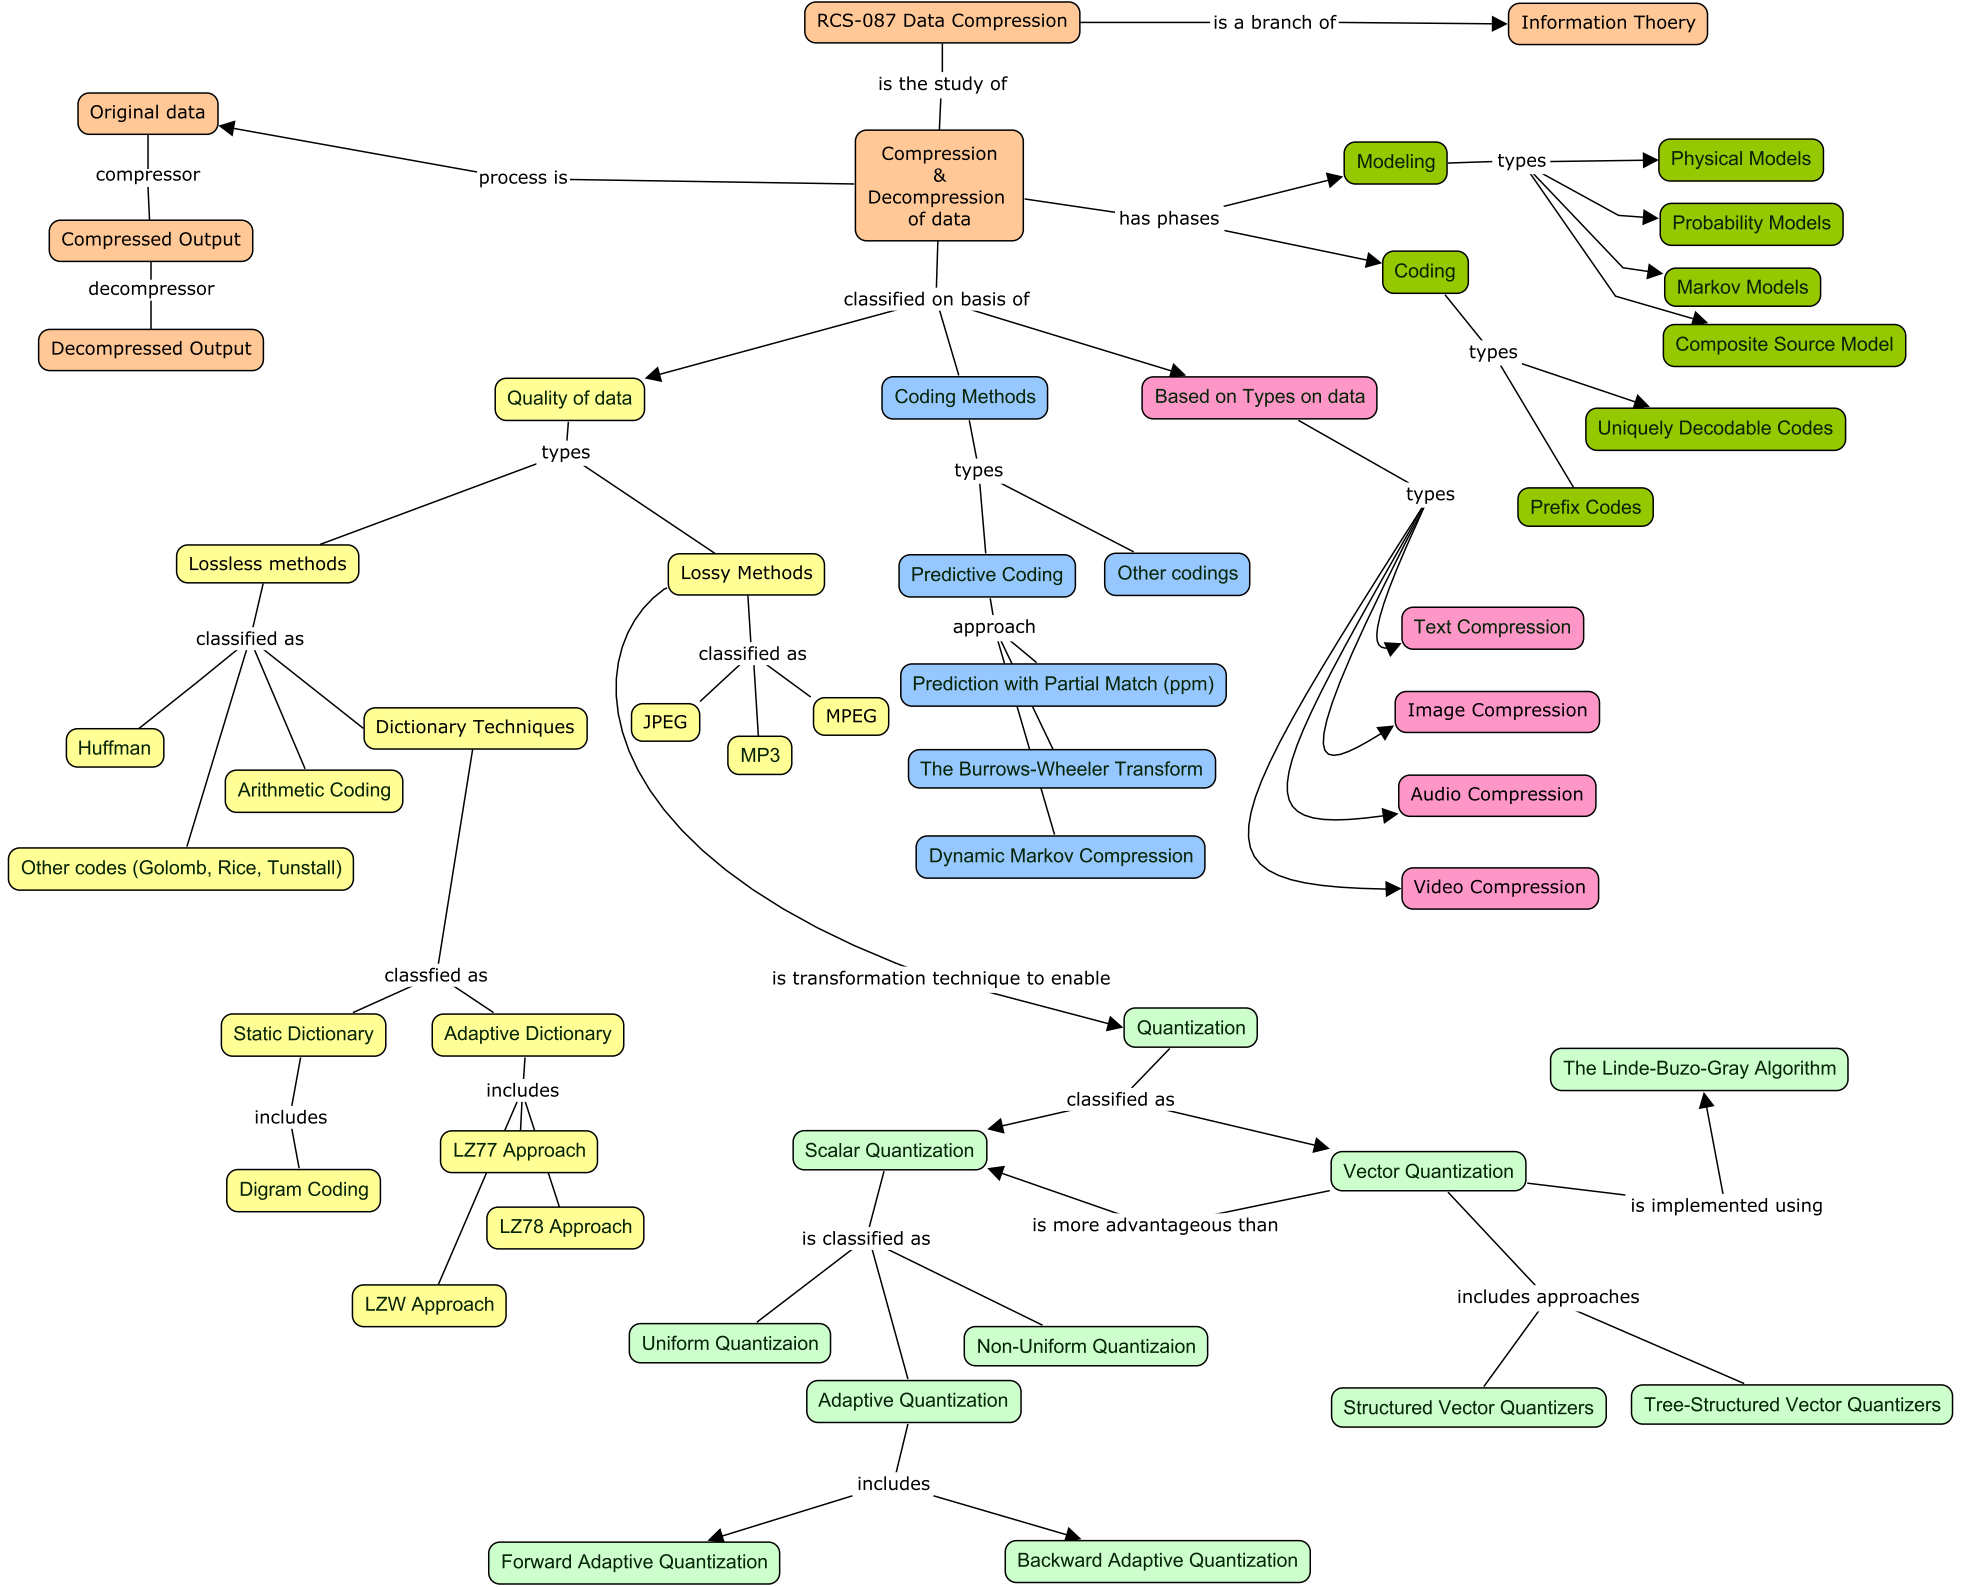 RCS-087 Data Compression
is a branch of
Information Thoery
is the study of
Original data
compressor
Compressed Output
decompressor
Decompressed Output
process is
Compression
&
Decompression
of data
has phases
Modeling
types
Physical Models
Probability Models
Markov Models
Composite Source Model
Coding
types
Uniquely Decodable Codes
Prefix Codes
classified on basis of
Quality of data
types
Coding Methods
types
Based on Types on data
types
Lossless methods
classified as
Huffman
Arithmetic Coding
Other codes (Golomb, Rice, Tunstall)
Dictionary Techniques
Lossy Methods
classified as
JPEG
MP3
MPEG
Predictive Coding
Other codings
approach
Prediction with Partial Match (ppm)
The Burrows-Wheeler Transform
Dynamic Markov Compression
Text Compression
Image Compression
Audio Compression
Video Compression
classfied as
Static Dictionary
includes
Digram Coding
Adaptive Dictionary
includes
LZ77 Approach
LZ78 Approach
LZW Approach
is transformation technique to enable
Quantization
classified as
Scalar Quantization
Vector Quantization
is more advantageous than
is implemented using
The Linde-Buzo-Gray Algorithm
is classified as
Uniform Quantizaion
Non-Uniform Quantizaion
Adaptive Quantization
includes approaches
Structured Vector Quantizers
Tree-Structured Vector Quantizers
includes
Forward Adaptive Quantization
Backward Adaptive Quantization